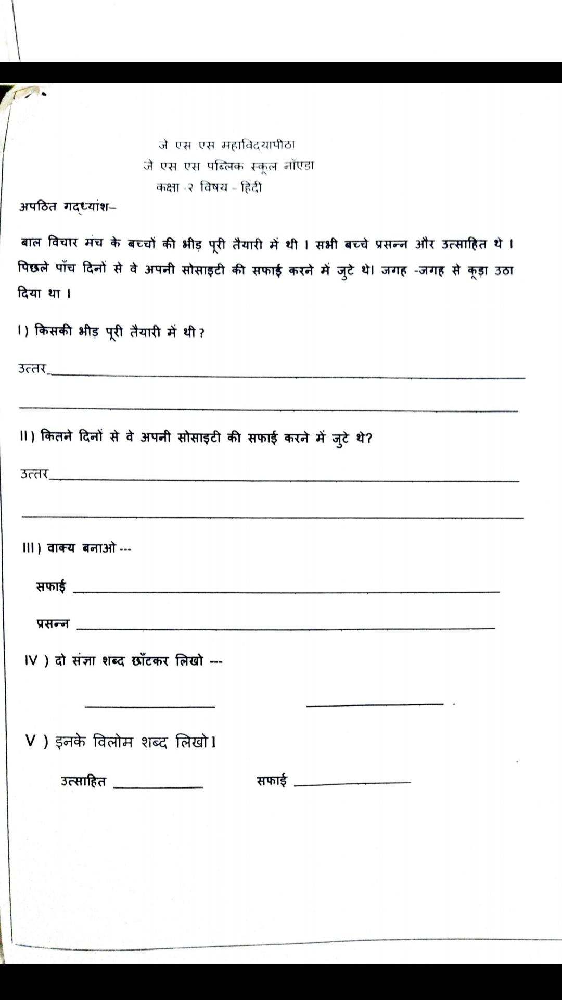 जे एस एस महाविद्यापीठा
जे एस एस पब्लिक स्कूल नॉएडा
कक्षा -२ विषय - हिंदी
अपठित गद्ध्यांश–
बाल विचार मंच के बच्चों की भीड़ पूरी तैयारी में थी । सभी बच्चे प्रसन्न और उत्साहित थे ।
पिछले पाँच दिनों से वे अपनी सोसाइटी की सफाई करने में जुटे थे। जगह -जगह से कूड़ा उठा
दिया था ।
I) किसकी भीड़ पूरी तैयारी में थी ?
उत्तर
II) कितने दिनों से वे अपनी सोसाइटी की सफाई करने में जुटे थे?
उत्तर
III) वाक्य बनाओ ---
सफाई
प्रसन्न
IV ) दो संज्ञा शब्द छाँटकर लिखो ---
V ) इनके विलोम शब्द लिखो।
उत्साहित सफाई